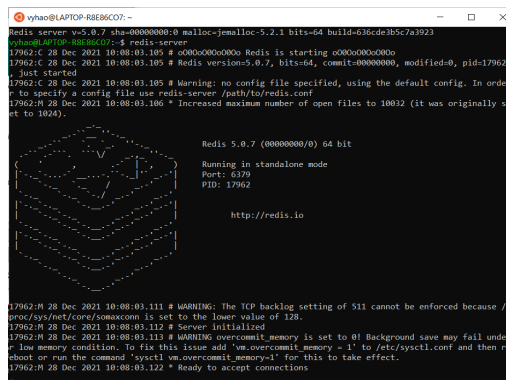 vyhao@LAPTOP-R8E86CO7: ~
Redis server v=5.0.7 sha=00000000:0 malloc=jemalloc-5.2.1 bits=64 build=636cde3b5c7a3923
vyhao@LAPTOP-R8E86CO7:~$ redis-server
17962:C 28 Dec 2021 10:08:03.105 # oO0OoO0OoO0Oo Redis is starting oO0OoO0OoO0Oo
17962:C 28 Dec 2021 10:08:03.105 # Redis version=5.0.7, bits=64, commit=00000000, modified=0, pid=17962
, just started
17962:C 28 Dec 2021 10:08:03.105 # Warning: no config file specified, using the default config. In orde
r to specify a config file use redis-server /path/to/redis.conf
17962:M 28 Dec 2021 10:08:03.106 * Increased maximum number of open files to 10032 (it was originally s
et to 1024).
Redis 5.0.7 (00000000/0) 64 bit
Running in standalone mode
Port: 6379
PID: 17962
http://redis.io
17962:M 28 Dec 2021 10:08:03.111 # WARNING: The TCP backlog setting of 511 cannot be enforced because /
proc/sys/net/core/somaxconn is set to the lower value of 128.
17962:M 28 Dec 2021 10:08:03.112 # Server initialized
17962:M 28 Dec 2021 10:08:03.113 # WARNING overcommit_memory is set to 0! Background save may fail unde
r low memory condition. To fix this issue add 'vm.overcommit_memory = 1' to /etc/sysctl.conf and then r
eboot or run the command 'sysctl vm.overcommit_memory=1' for this to take effect.
17962:M 28 Dec 2021 10:08:03.122 * Ready to accept connections